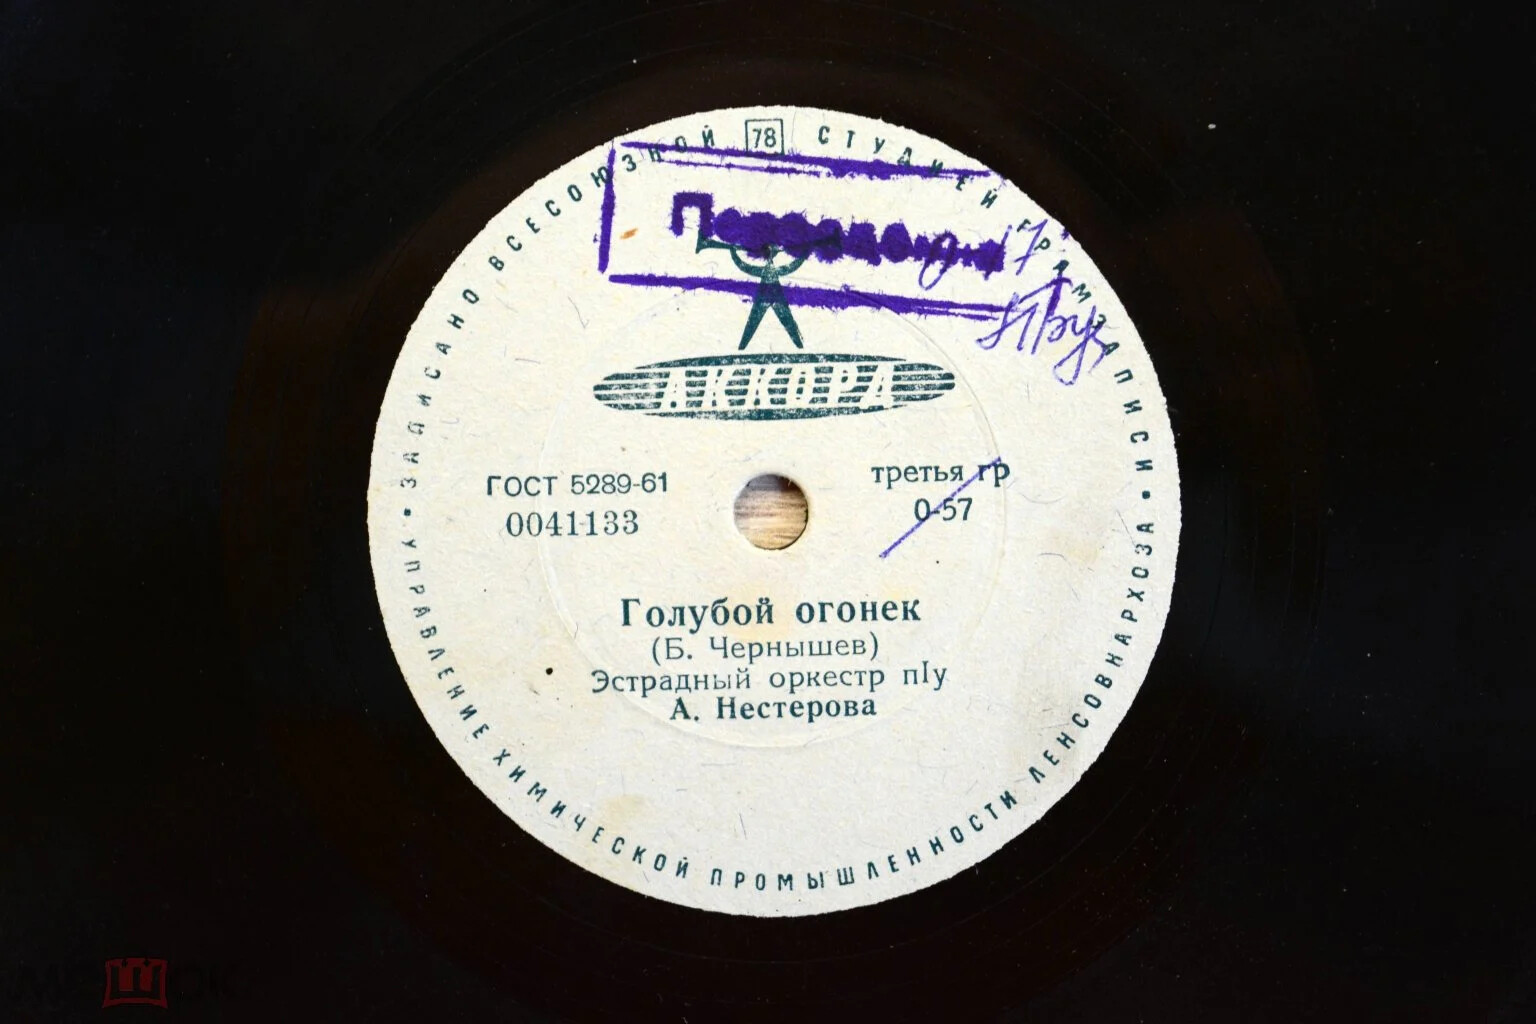 ЗАПИСАНО ВСЕСОЮЗНОЙ 78 СТУДИЕЙ ГРАМЗАПИСИ
АККОРД
ГОСТ 5289-61
0041133
третья гр
0-57
Голубой огонек
(Б. Чернышев)
Эстрадный оркестр п/у
А. Нестерова
УПРАВЛЕНИЕ ХИМИЧЕСКОЙ ПРОМЫШЛЕННОСТИ ЛЕНСОВНАРХОЗА